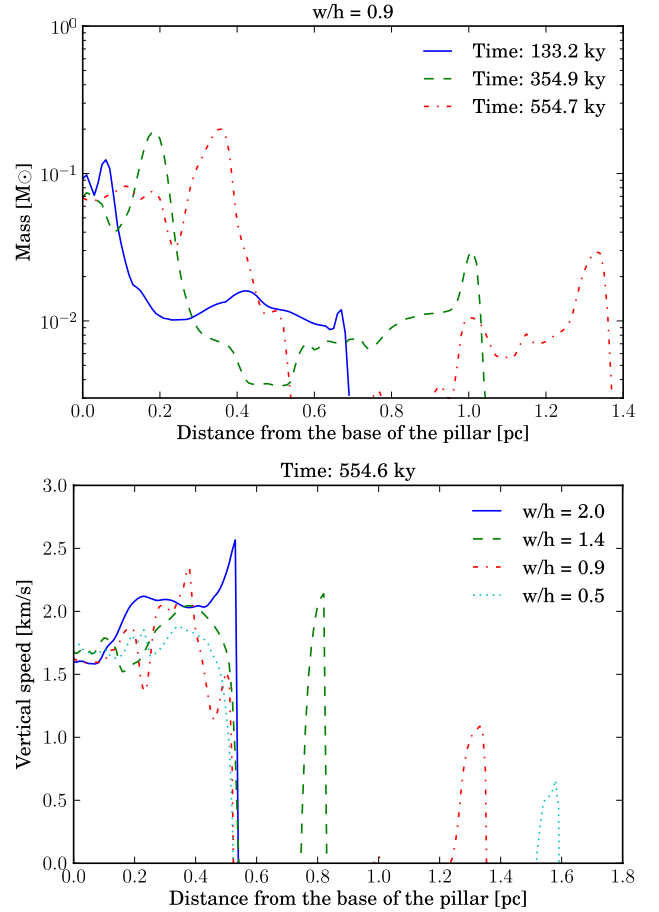 w/h = 0.9
10⁰
10⁻¹
10⁻²
Mass [M☉]
Time: 133.2 ky
Time: 354.9 ky
Time: 554.7 ky
0.0 0.2 0.4 0.6 0.8 1.0 1.2 1.4
Distance from the base of the pillar [pc]
Time: 554.6 ky
3.0
2.5
2.0
1.5
1.0
0.5
0.0
Vertical speed [km/s]
w/h = 2.0
w/h = 1.4
w/h = 0.9
w/h = 0.5
0.0 0.2 0.4 0.6 0.8 1.0 1.2 1.4 1.6 1.8
Distance from the base of the pillar [pc]